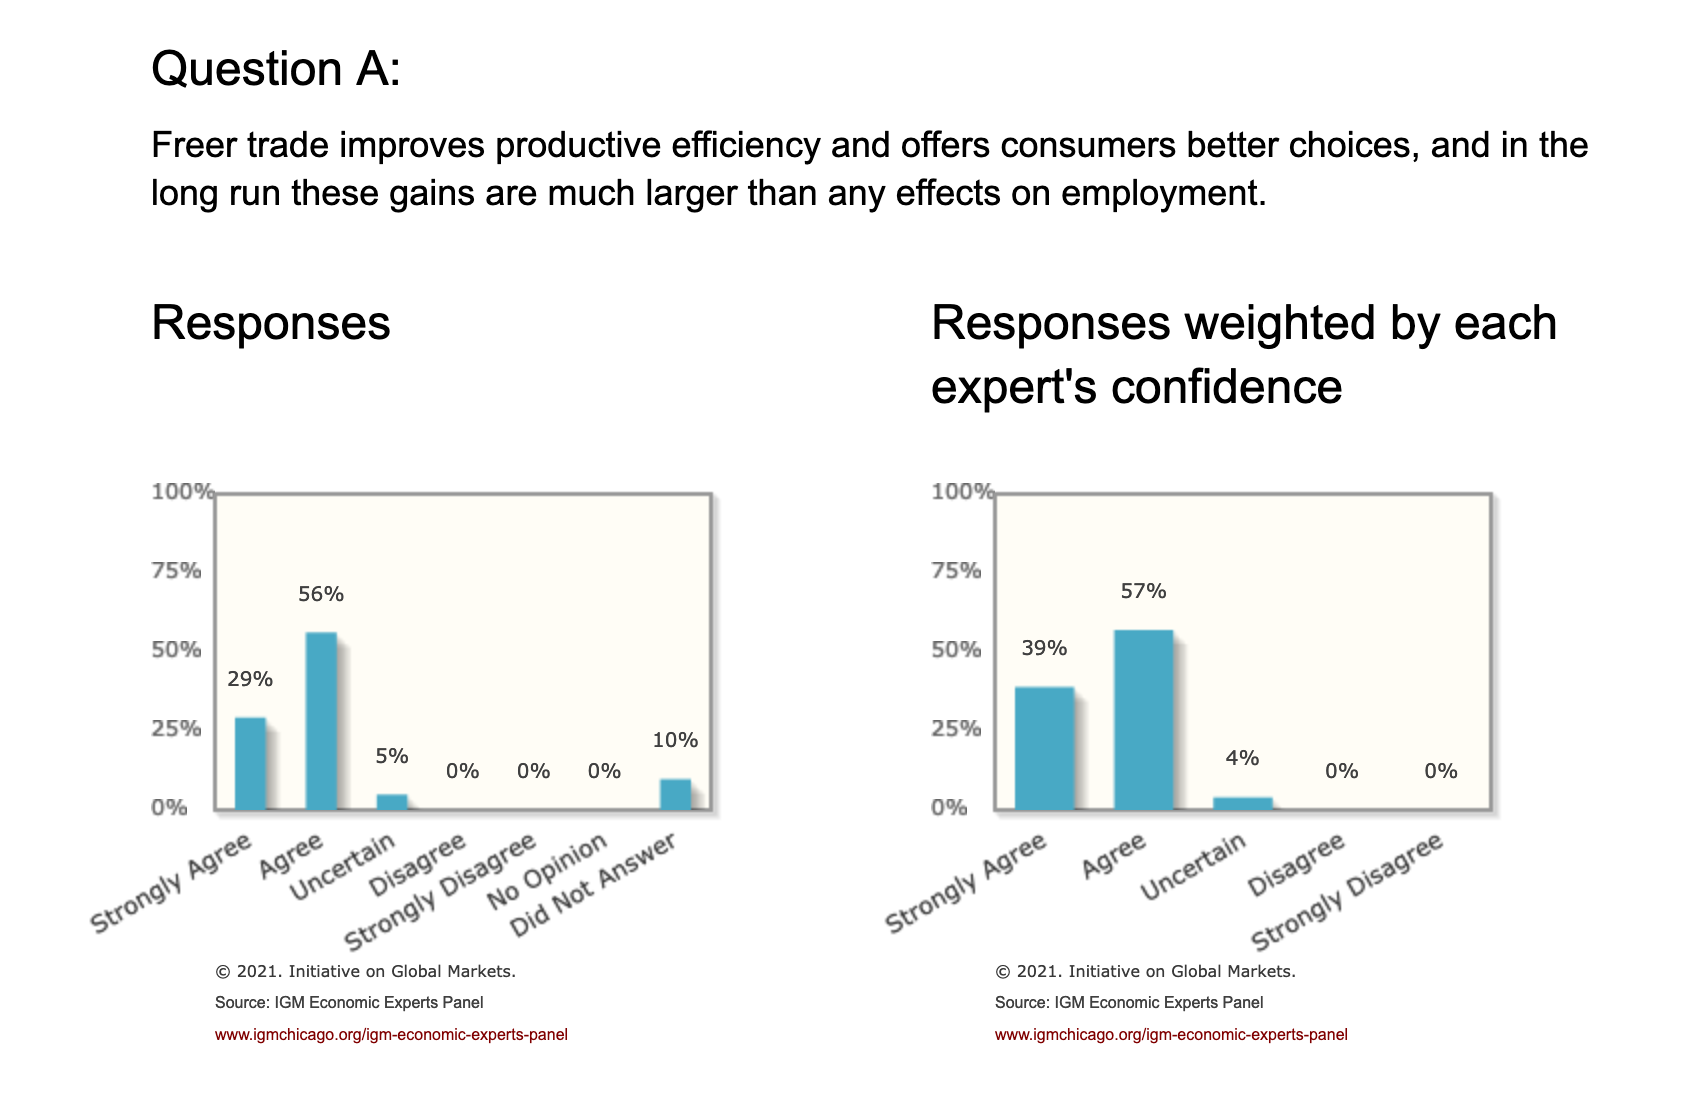 Question A:
Freer trade improves productive efficiency and offers consumers better choices, and in the
long run these gains are much larger than any effects on employment.
Responses
100%
75%
50%
25%
0%
29%
56%
5%
0%
0%
0%
10%
Strongly Agree
Agree
Uncertain
Disagree
Strongly Disagree
No Opinion
Did Not Answer
© 2021. Initiative on Global Markets.
Source: IGM Economic Experts Panel
www.igmchicago.org/igm-economic-experts-panel
Responses weighted by each
expert's confidence
100%
75%
50%
25%
0%
39%
57%
4%
0%
0%
Strongly Agree
Agree
Uncertain
Disagree
Strongly Disagree
© 2021. Initiative on Global Markets.
Source: IGM Economic Experts Panel
www.igmchicago.org/igm-economic-experts-panel